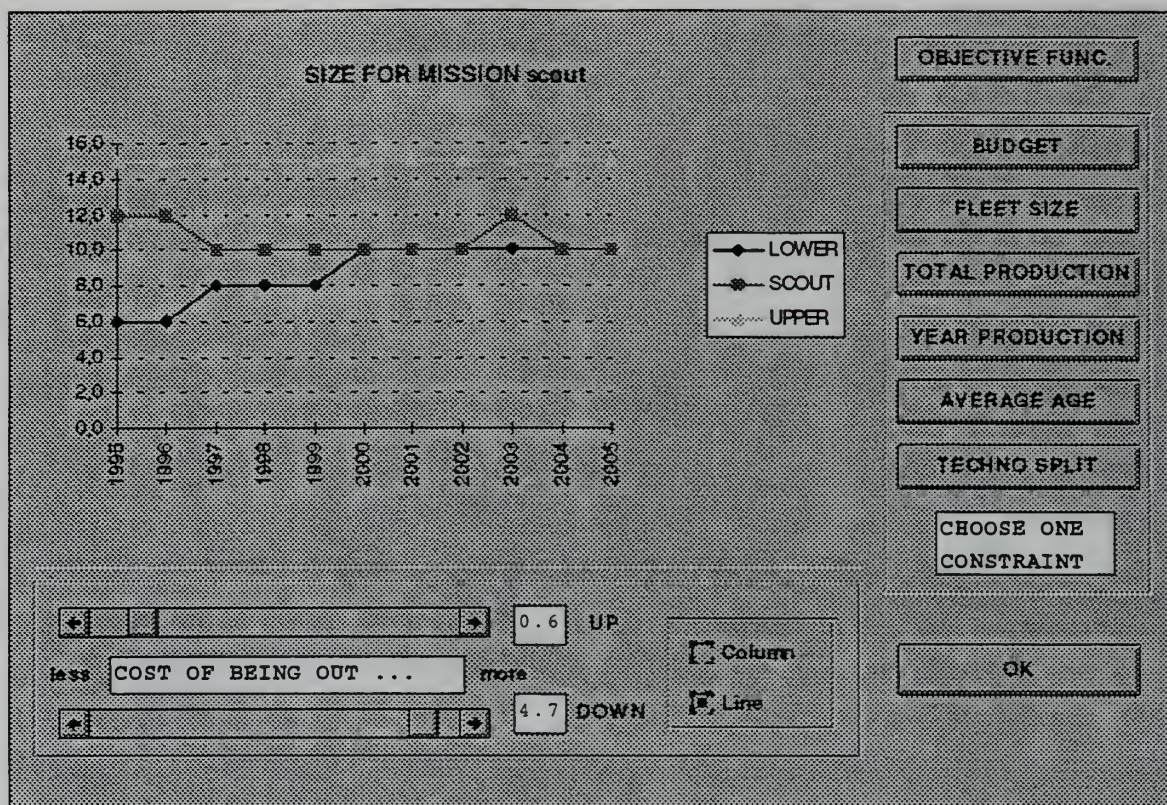 SIZE FOR MISSION scout
16,0
14,0
12,0
10,0
8,0
6,0
4,0
2,0
0,0
1995
1996
1997
1998
1999
2000
2001
2002
2003
2004
2005
LOWER
SCOUT
UPPER
OBJECTIVE FUNC.
BUDGET
FLEET SIZE
TOTAL PRODUCTION
YEAR PRODUCTION
AVERAGE AGE
TECHNO SPLIT
CHOOSE ONE
CONSTRAINT
0.6 UP
less COST OF BEING OUT ... more
4.7 DOWN
Column
Line
OK